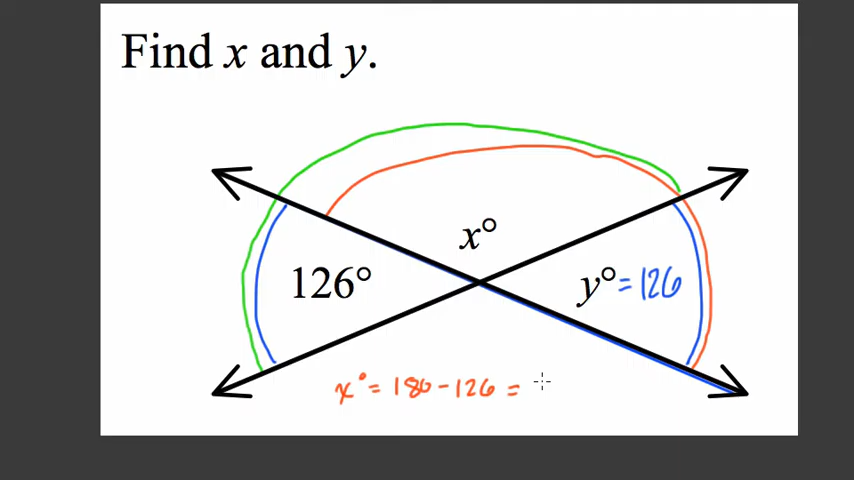 Find x and y.
x°
126°
y° = 126
x° = 180 - 126 =